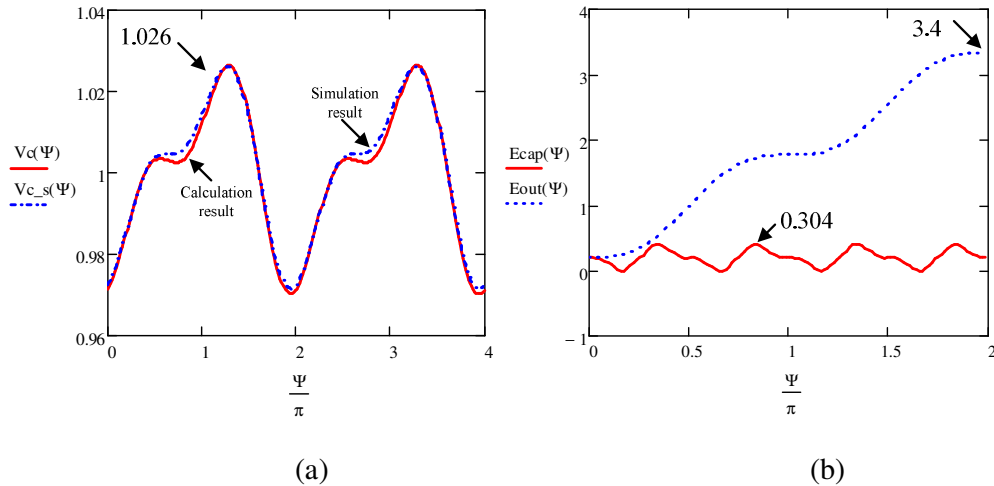 1.04
1.02
1
0.98
0.96
0
1
2
3
4
1.026
Simulation
result
Calculation
result
Vc(Ψ)
Vc_s(Ψ)
Ψ
π
(a)
4
3
2
1
0
−1
0
0.5
1
1.5
2
3.4
0.304
Ecap(Ψ)
Eout(Ψ)
Ψ
π
(b)